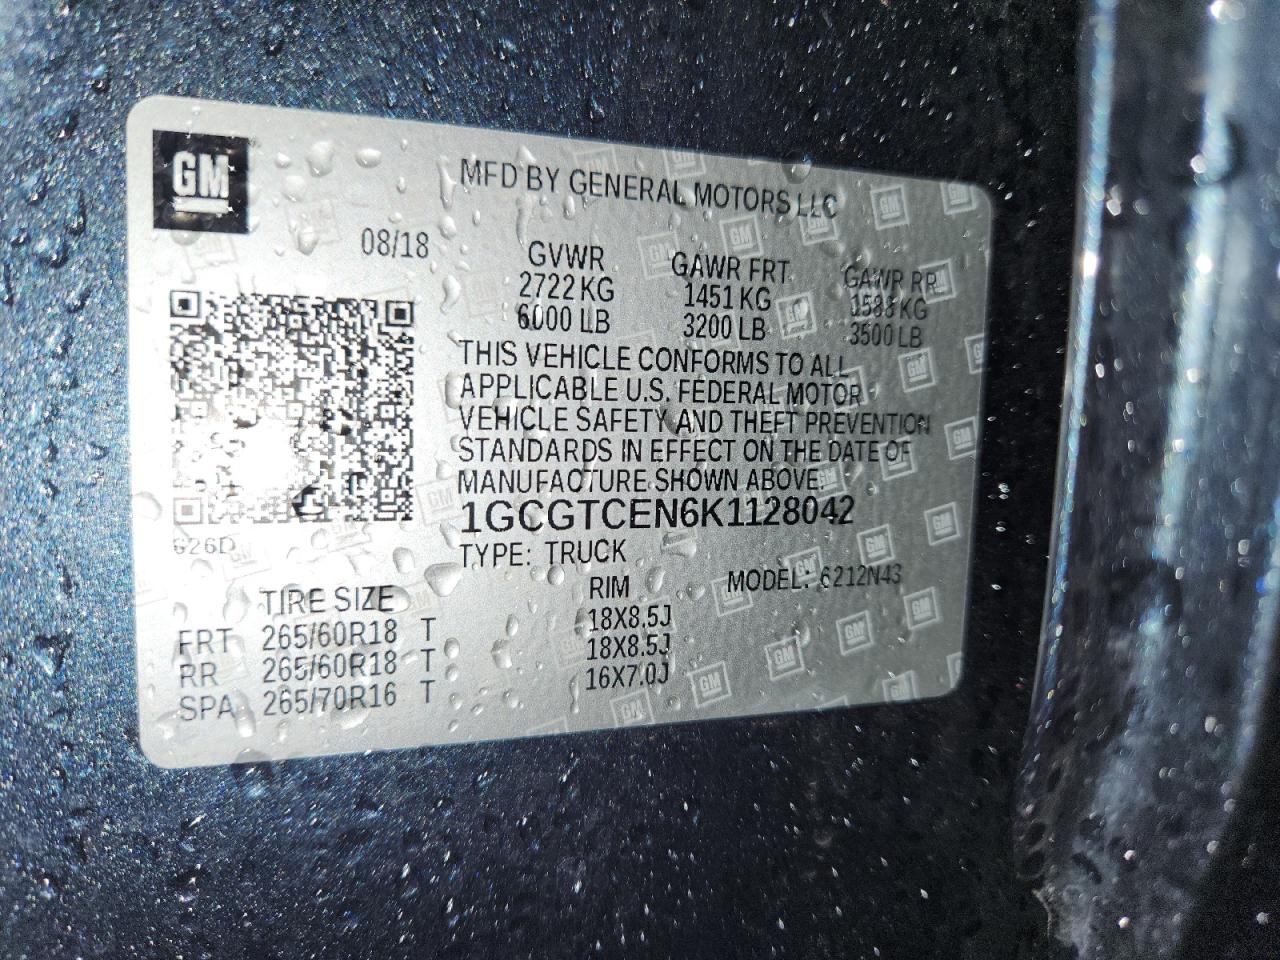 GM
MFD BY GENERAL MOTORS LLC
08/18
GVWR GAWR FRT GAWR RR
2722 KG 1451 KG 1588 KG
6000 LB 3200 LB 3500 LB
THIS VEHICLE CONFORMS TO ALL
APPLICABLE U.S. FEDERAL MOTOR
VEHICLE SAFETY AND THEFT PREVENTION
STANDARDS IN EFFECT ON THE DATE OF
MANUFACTURE SHOWN ABOVE.
1GCGTCEN6K1128042
626D
TYPE: TRUCK MODEL: 6212N43
TIRE SIZE RIM
FRT 265/60R18 T 18X8.5J
RR 265/60R18 T 18X8.5J
SPA 265/70R16 T 16X7.0J